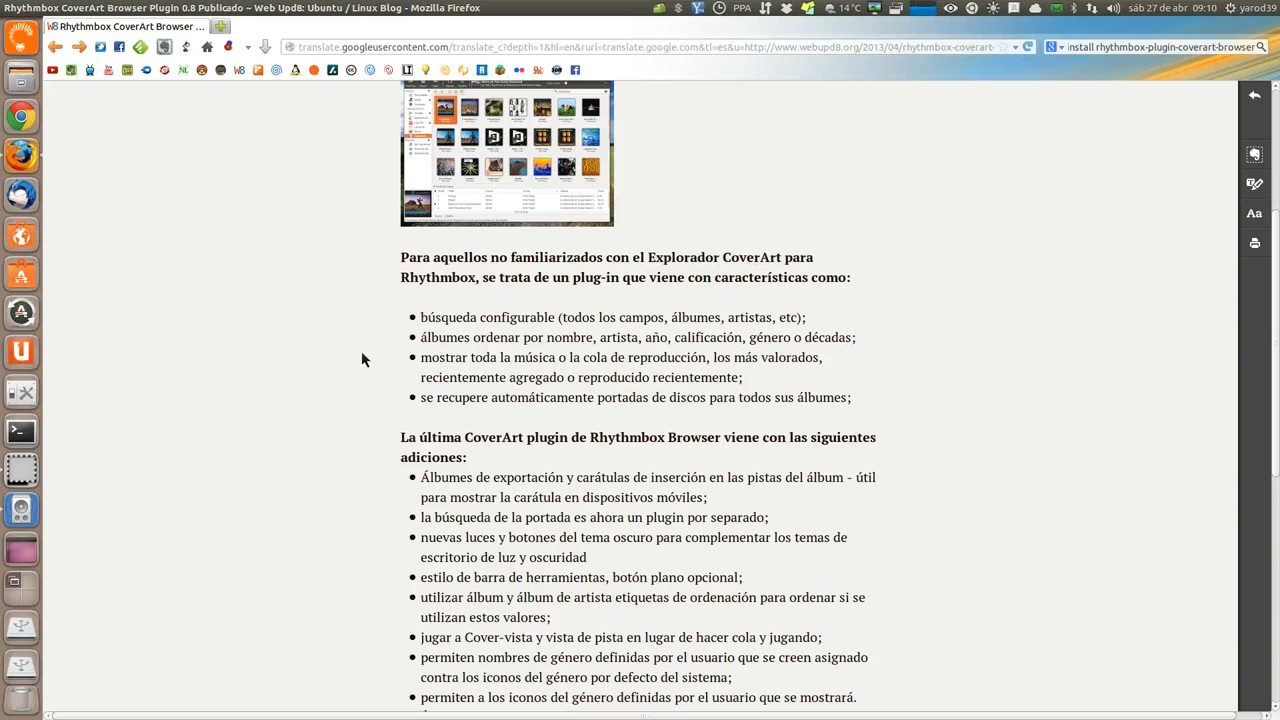 Rhythmbox CoverArt Browser Plugin 0.8 Publicado ~ Web Upd8: Ubuntu / Linux Blog - Mozilla Firefox
PPA 14°C sáb 27 de abr 09:10 yarod39
Rhythmbox CoverArt Browser ...
translate.googleusercontent.com/translate_c?depth=1&hl=en&rurl=translate.google.com&tl=es&u=http://www.webupd8.org/2013/04/rhythmbox-coverart-
install rhythmbox-plugin-coverart-browser
Para aquellos no familiarizados con el Explorador CoverArt para
Rhythmbox, se trata de un plug-in que viene con características como:
búsqueda configurable (todos los campos, álbumes, artistas, etc);
álbumes ordenar por nombre, artista, año, calificación, género o décadas;
mostrar toda la música o la cola de reproducción, los más valorados,
recientemente agregado o reproducido recientemente;
se recupere automáticamente portadas de discos para todos sus álbumes;
La última CoverArt plugin de Rhythmbox Browser viene con las siguientes
adiciones:
Álbumes de exportación y carátulas de inserción en las pistas del álbum - útil
para mostrar la carátula en dispositivos móviles;
la búsqueda de la portada es ahora un plugin por separado;
nuevas luces y botones del tema oscuro para complementar los temas de
escritorio de luz y oscuridad
estilo de barra de herramientas, botón plano opcional;
utilizar álbum y álbum de artista etiquetas de ordenación para ordenar si se
utilizan estos valores;
jugar a Cover-vista y vista de pista en lugar de hacer cola y jugando;
permiten nombres de género definidas por el usuario que se creen asignado
contra los iconos del género por defecto del sistema;
permiten a los iconos del género definidas por el usuario que se mostrará.
Aa